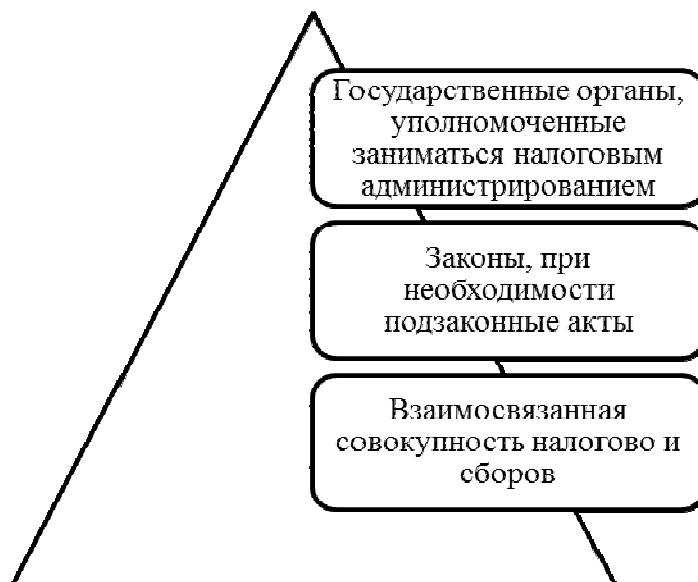 Государственные органы,
уполномоченные
заниматься налоговым
администрированием
Законы, при
необходимости
подзаконные акты
Взаимосвязанная
совокупность налогово и
сборов